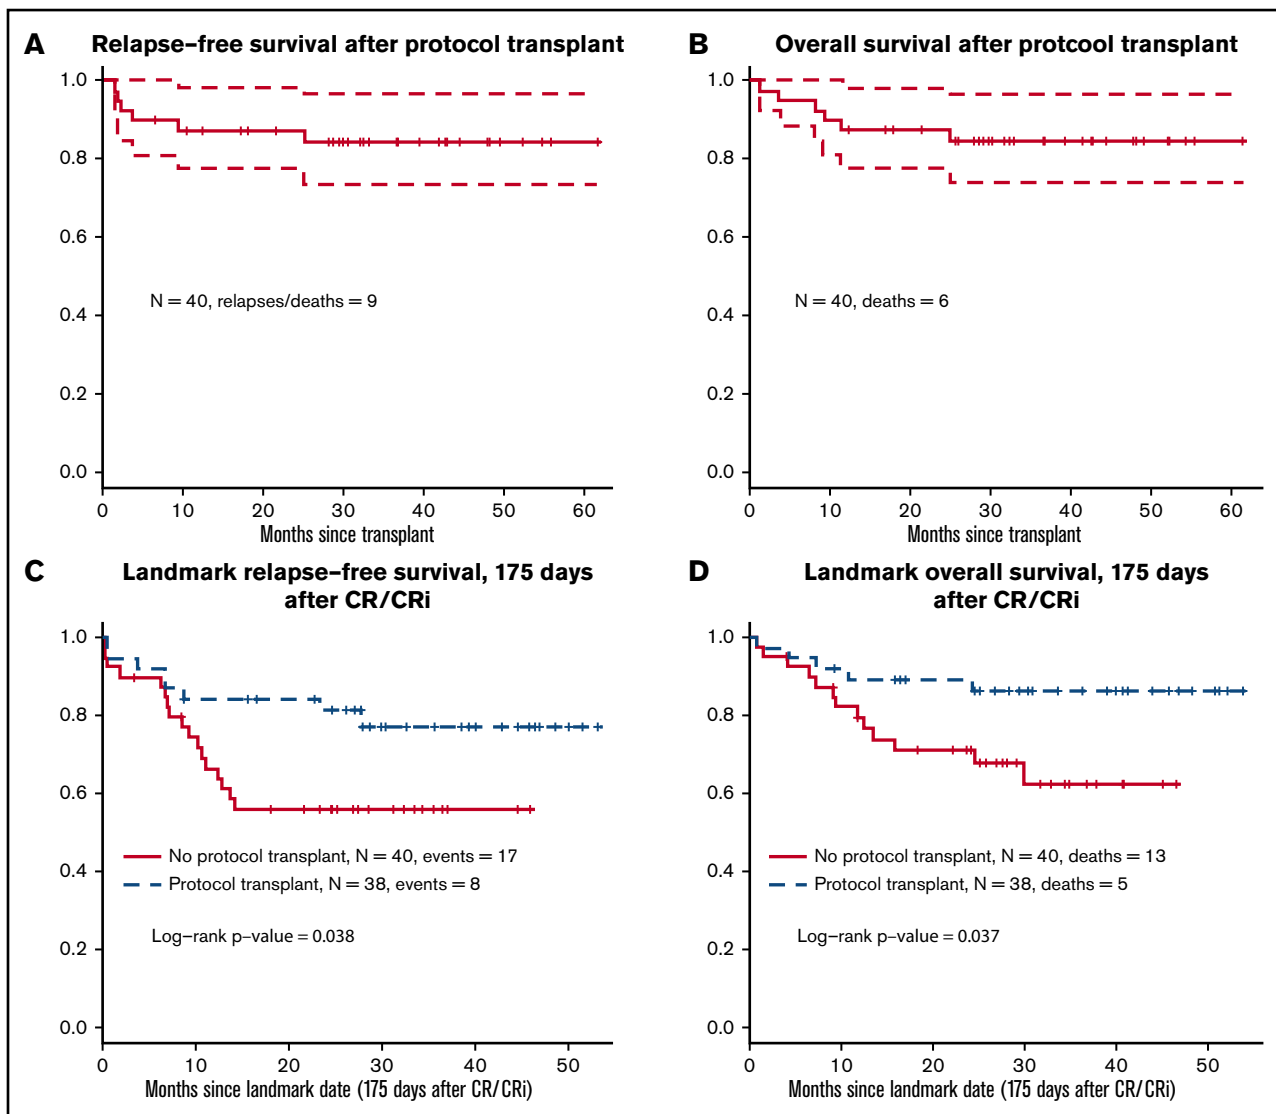 A Relapse–free survival after protocol transplant
1.0
0.8
0.6
0.4
0.2
0.0
N = 40, relapses/deaths = 9
0 10 20 30 40 50 60
Months since transplant
B Overall survival after protcool transplant
1.0
0.8
0.6
0.4
0.2
0.0
N = 40, deaths = 6
0 10 20 30 40 50 60
Months since transplant
C Landmark relapse–free survival, 175 days
after CR/CRi
1.0
0.8
0.6
0.4
0.2
0.0
No protocol transplant, N = 40, events = 17
Protocol transplant, N = 38, events = 8
Log–rank p–value = 0.038
0 10 20 30 40 50
Months since landmark date (175 days after CR/CRi)
D Landmark overall survival, 175 days
after CR/CRi
1.0
0.8
0.6
0.4
0.2
0.0
No protocol transplant, N = 40, deaths = 13
Protocol transplant, N = 38, deaths = 5
Log–rank p–value = 0.037
0 10 20 30 40 50
Months since landmark date (175 days after CR/CRi)